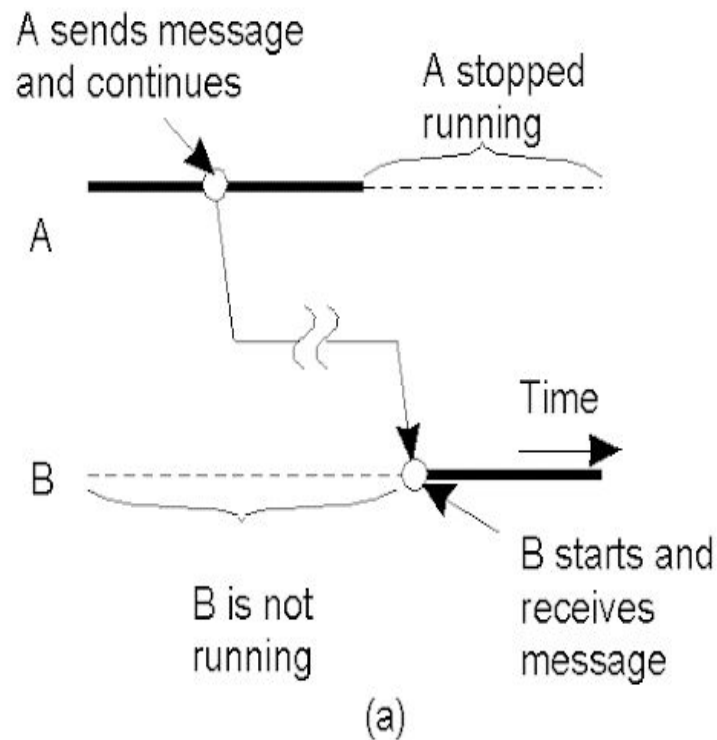 A sends message
and continues
A stopped
running
A
Time
B
B is not
running
B starts and
receives
message
(a)